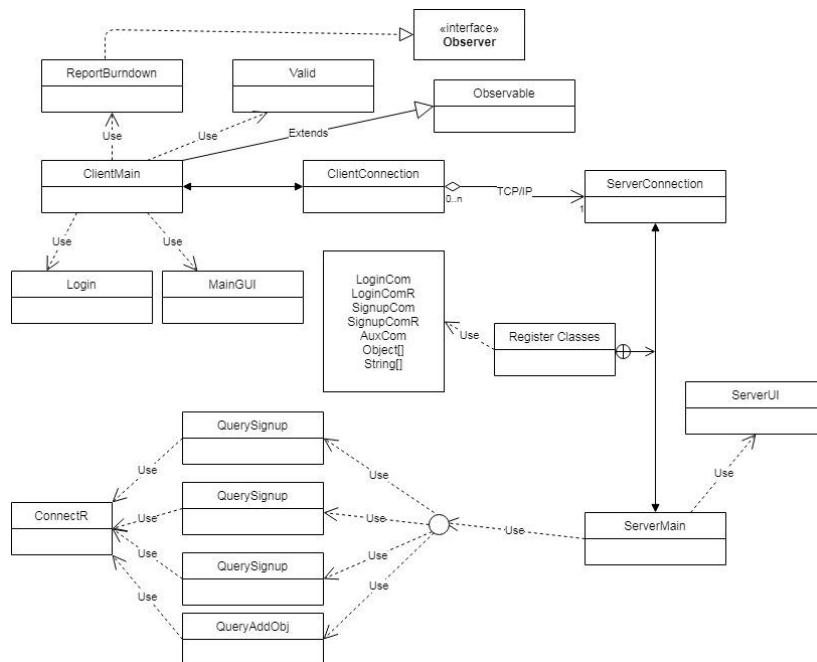 «interface»
Observer
ReportBurndown
Valid
Observable
Use
Use
Extends
ClientMain
ClientConnection
TCP/IP
ServerConnection
0..n
1
Use
Use
Login
MainGUI
LoginCom
LoginComR
SignupCom
SignupComR
AuxCom
Object[]
String[]
Use
Register Classes
ServerUI
Use
QuerySignup
Use
Use
QuerySignup
ConnectR
Use
Use
Use
ServerMain
QuerySignup
Use
Use
Use
QueryAddObj
Use